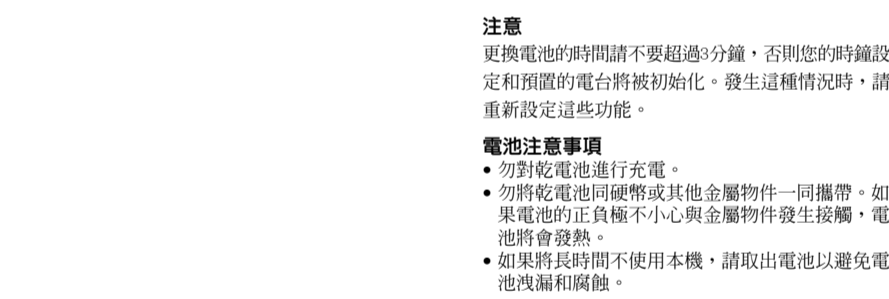 注意
更換電池的時間請不要超過3分鐘，否則您的時鐘設
定和預置的電台將被初始化。發生這種情況時，請
重新設定這些功能。
電池注意事項
• 勿對乾電池進行充電。
• 勿將乾電池同硬幣或其他金屬物件一同攜帶。如
果電池的正負極不小心與金屬物件發生接觸，電
池將會發熱。
• 如果將長時間不使用本機，請取出電池以避免電
池洩漏和腐蝕。